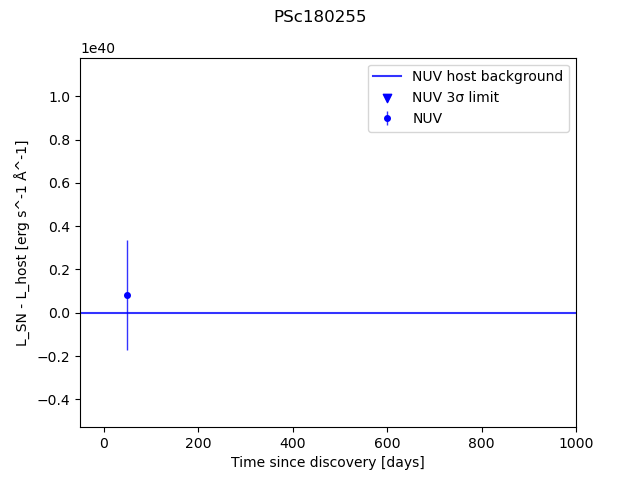 PSc180255
1e40
NUV host background
NUV 3σ limit
NUV
1.0
0.8
0.6
0.4
0.2
0.0
−0.2
−0.4
L_SN - L_host [erg s^-1 Å^-1]
0 200 400 600 800 1000
Time since discovery [days]